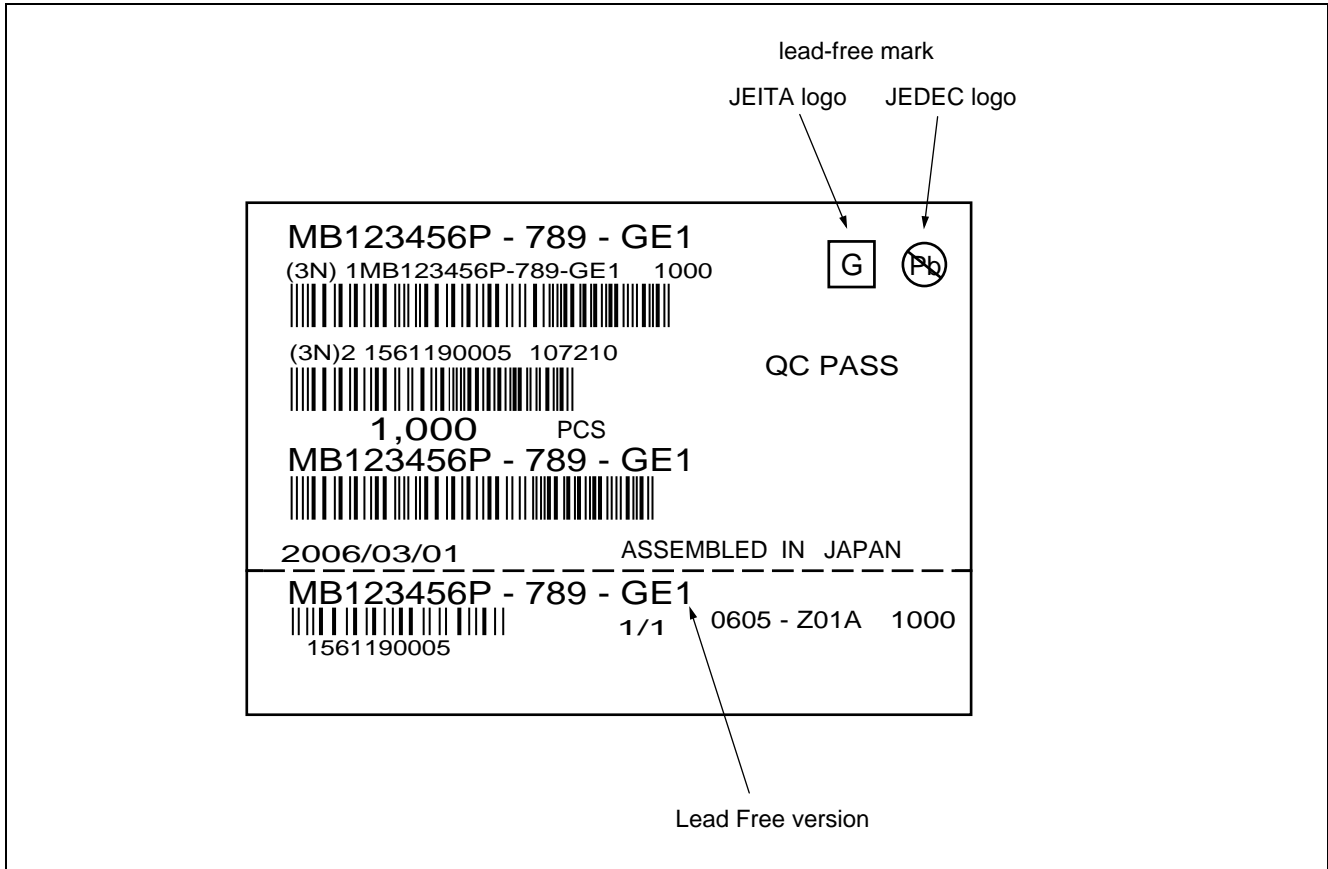 lead-free mark
JEITA logo JEDEC logo
MB123456P - 789 - GE1
(3N) 1MB123456P-789-GE1 1000
G Pb
(3N)2 1561190005 107210
QC PASS
1,000 PCS
MB123456P - 789 - GE1
2006/03/01 ASSEMBLED IN JAPAN
MB123456P - 789 - GE1
1/1 0605 - Z01A 1000
1561190005
Lead Free version